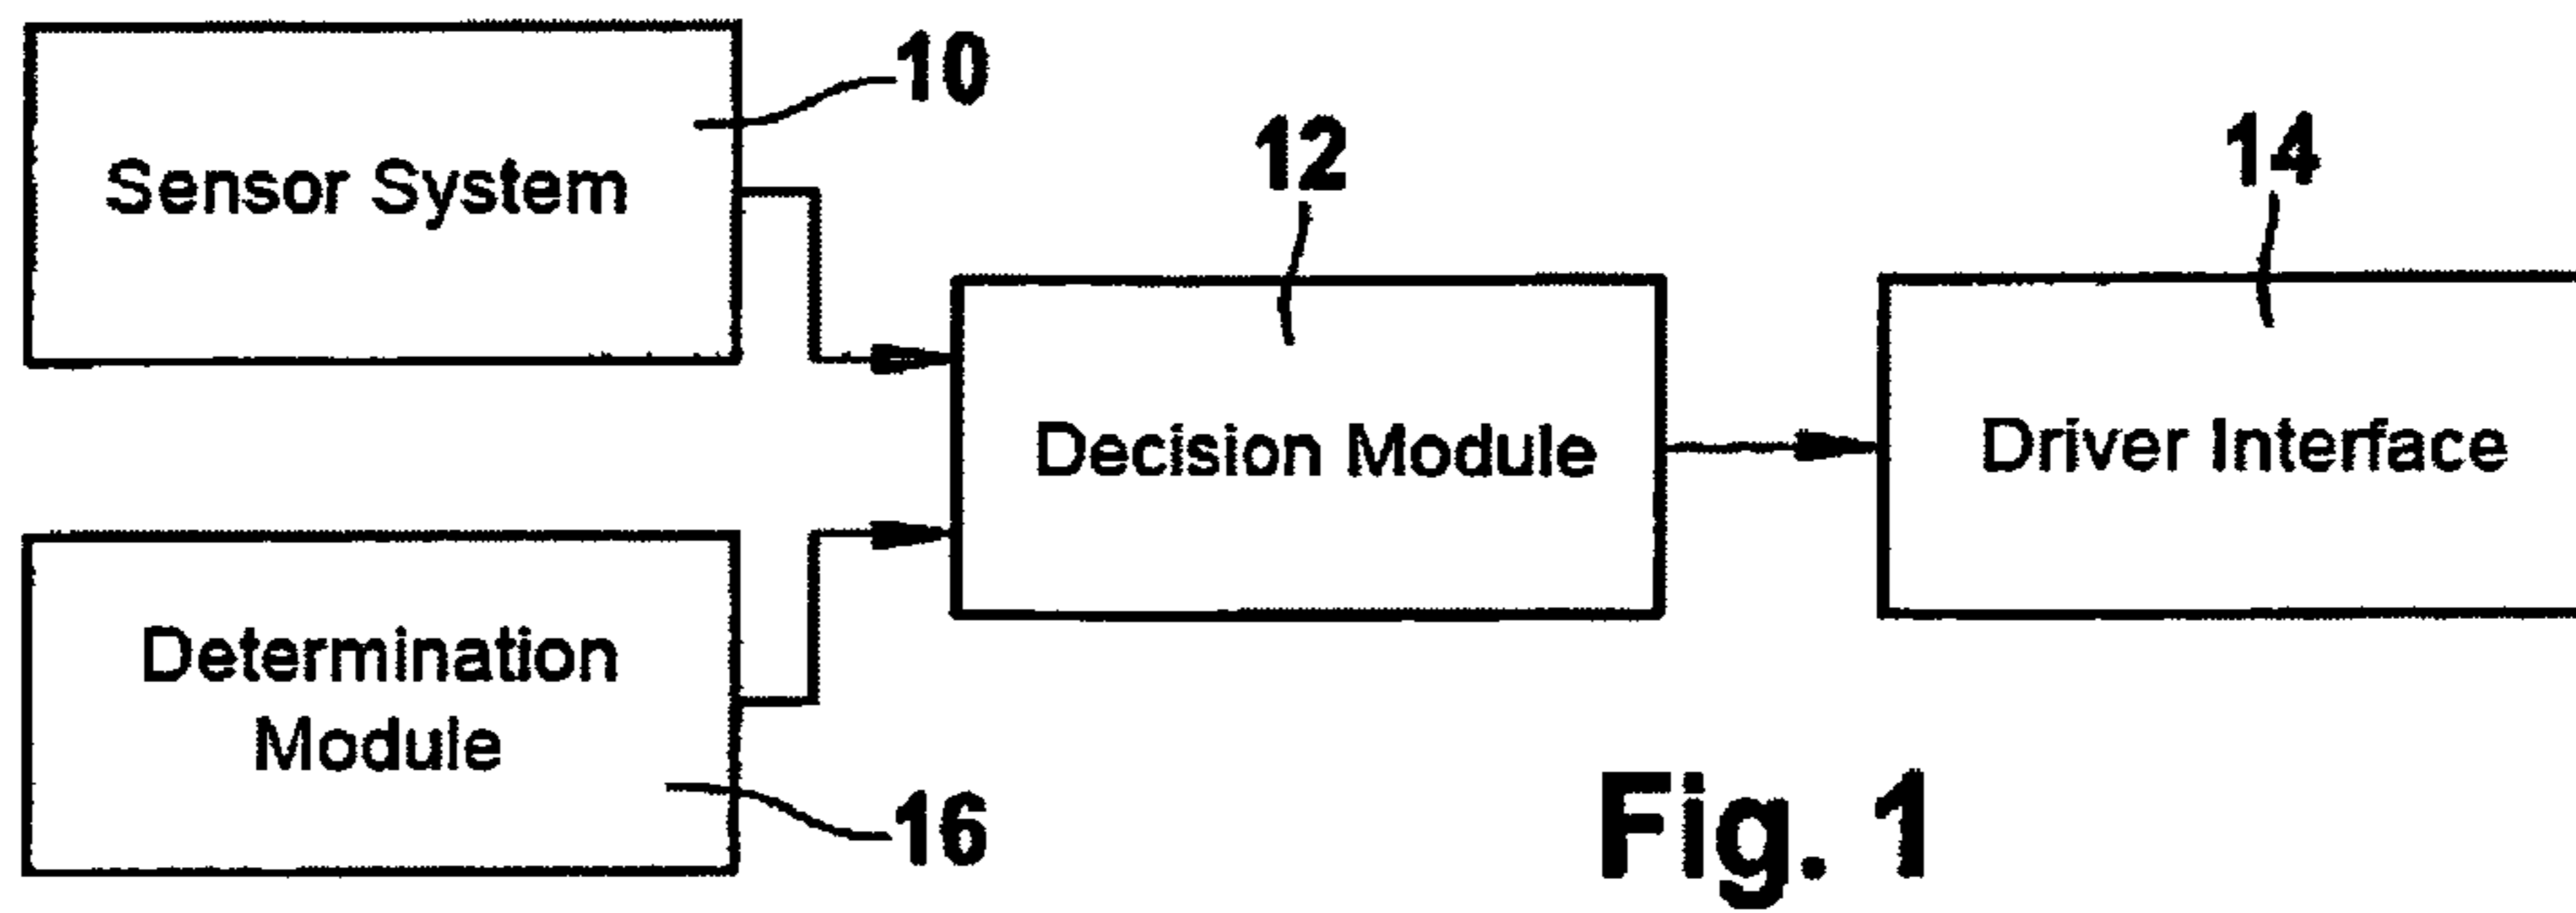 10
Sensor System
12
14
Decision Module
Driver Interface
Determination
Module
16
Fig. 1